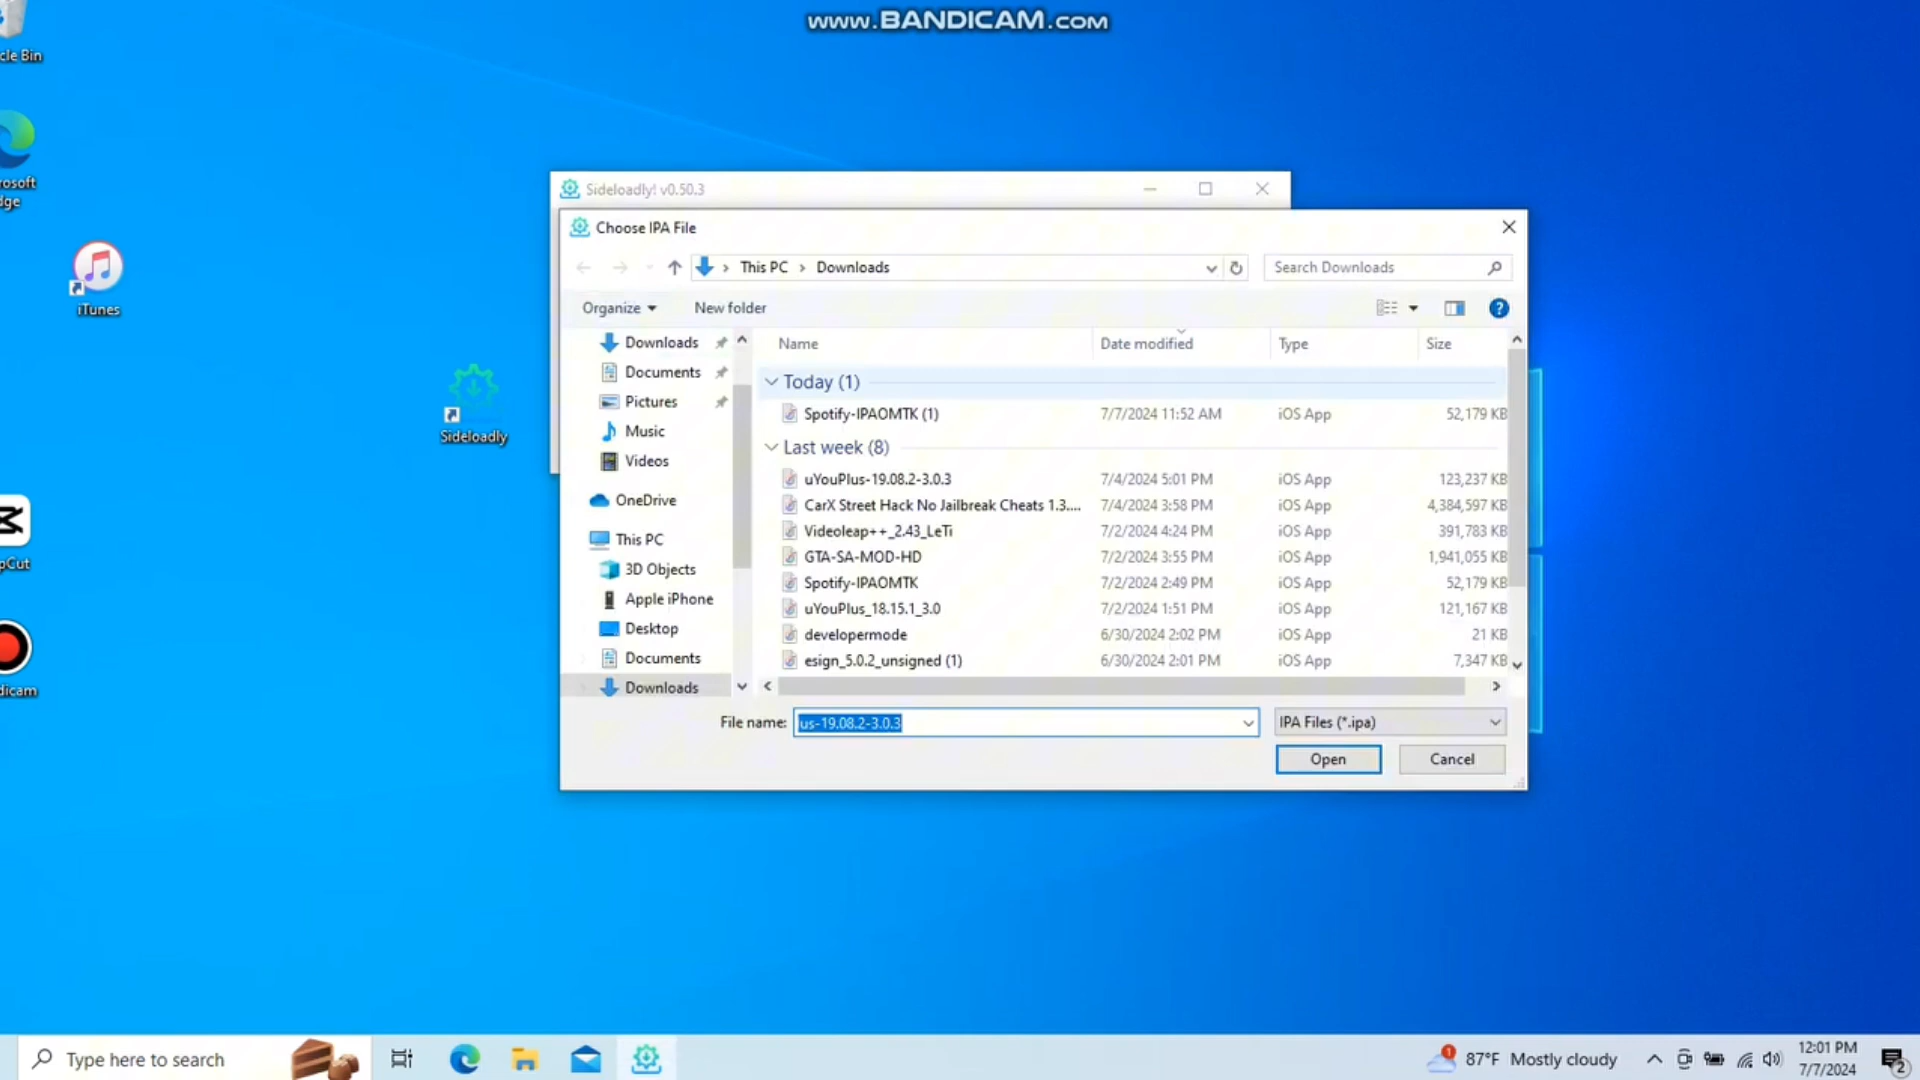 www.BANDICAM.com
cle Bin
rosoft
dge
iTunes
Sideloadly
pCut
dicam
Sideloadly! v0.50.3
Choose IPA File
This PC > Downloads
Search Downloads
Organize
New folder
Downloads
Documents
Pictures
Music
Videos
OneDrive
This PC
3D Objects
Apple iPhone
Desktop
Documents
Downloads
Name Date modified Type Size
Today (1)
Spotify-IPAOMTK (1) 7/7/2024 11:52 AM iOS App 52,179 KB
Last week (8)
uYouPlus-19.08.2-3.0.3 7/4/2024 5:01 PM iOS App 123,237 KB
CarX Street Hack No Jailbreak Cheats 1.3.... 7/4/2024 3:58 PM iOS App 4,384,597 KB
Videoleap++_2.43_LeTi 7/2/2024 4:24 PM iOS App 391,783 KB
GTA-SA-MOD-HD 7/2/2024 3:55 PM iOS App 1,941,055 KB
Spotify-IPAOMTK 7/2/2024 2:49 PM iOS App 52,179 KB
uYouPlus_18.15.1_3.0 7/2/2024 1:51 PM iOS App 121,167 KB
developermode 6/30/2024 2:02 PM iOS App 21 KB
esign_5.0.2_unsigned (1) 6/30/2024 2:01 PM iOS App 7,347 KB
File name: us-19.08.2-3.0.3 IPA Files (*.ipa)
Open Cancel
Type here to search
1
87°F Mostly cloudy
12:01 PM
7/7/2024
2